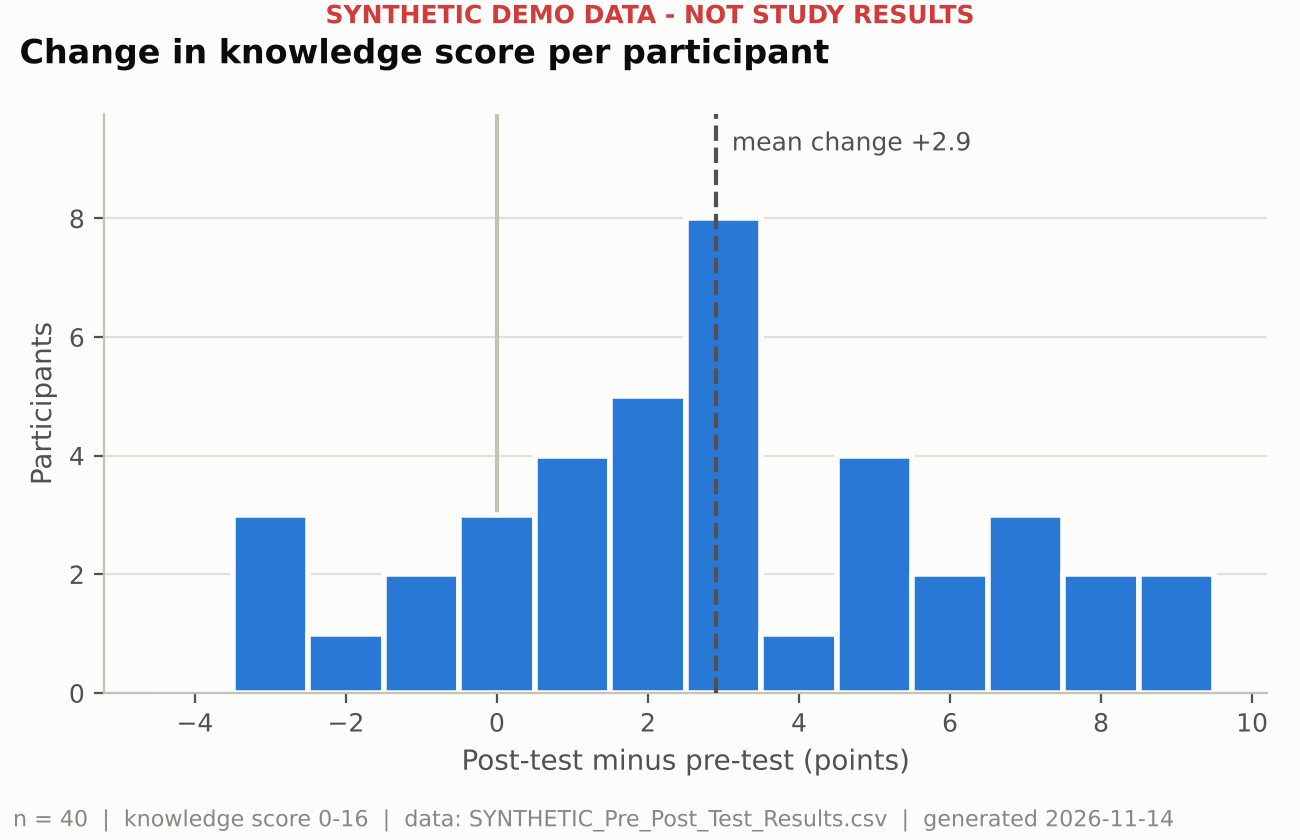 SYNTHETIC DEMO DATA - NOT STUDY RESULTS
Change in knowledge score per participant
mean change +2.9
8
6
4
2
0
Participants
−4 −2 0 2 4 6 8 10
Post-test minus pre-test (points)
n = 40 | knowledge score 0-16 | data: SYNTHETIC_Pre_Post_Test_Results.csv | generated 2026-11-14